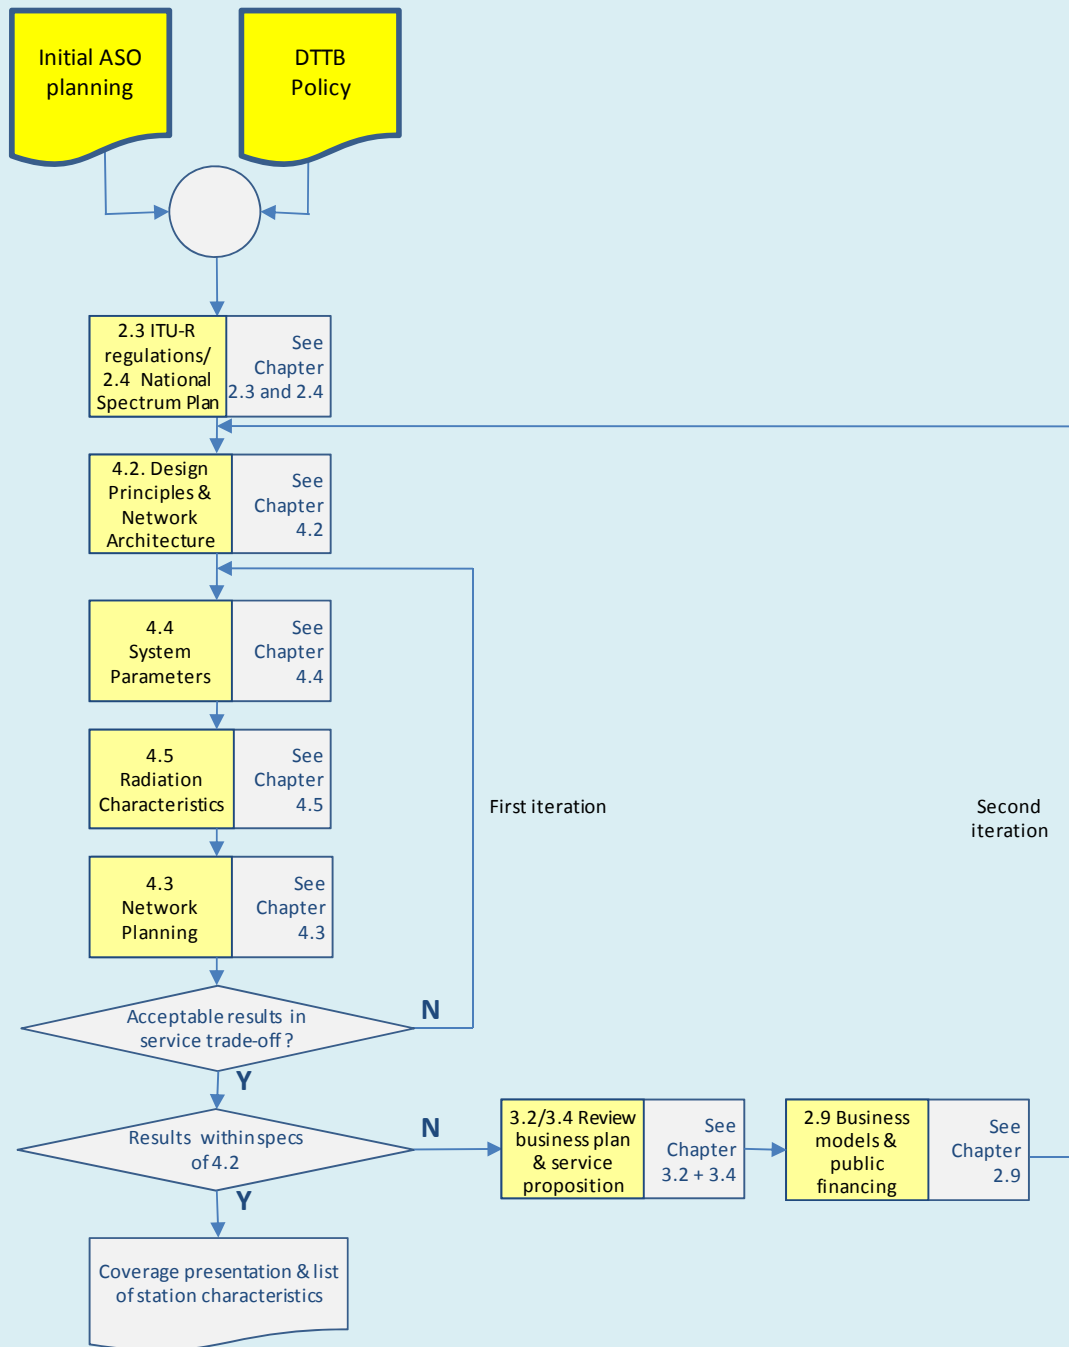 Initial ASO
planning
DTTB
Policy
2.3 ITU-R
regulations/
2.4 National
Spectrum Plan
See
Chapter
2.3 and 2.4
4.2. Design
Principles &
Network
Architecture
See
Chapter
4.2
4.4
System
Parameters
See
Chapter
4.4
4.5
Radiation
Characteristics
See
Chapter
4.5
First iteration
Second
iteration
4.3
Network
Planning
See
Chapter
4.3
Acceptable results in
service trade-off ?
N
Y
Results within specs
of 4.2
N
Y
3.2/3.4 Review
business plan
& service
proposition
See
Chapter
3.2 + 3.4
2.9 Business
models &
public
financing
See
Chapter
2.9
Coverage presentation & list
of station characteristics